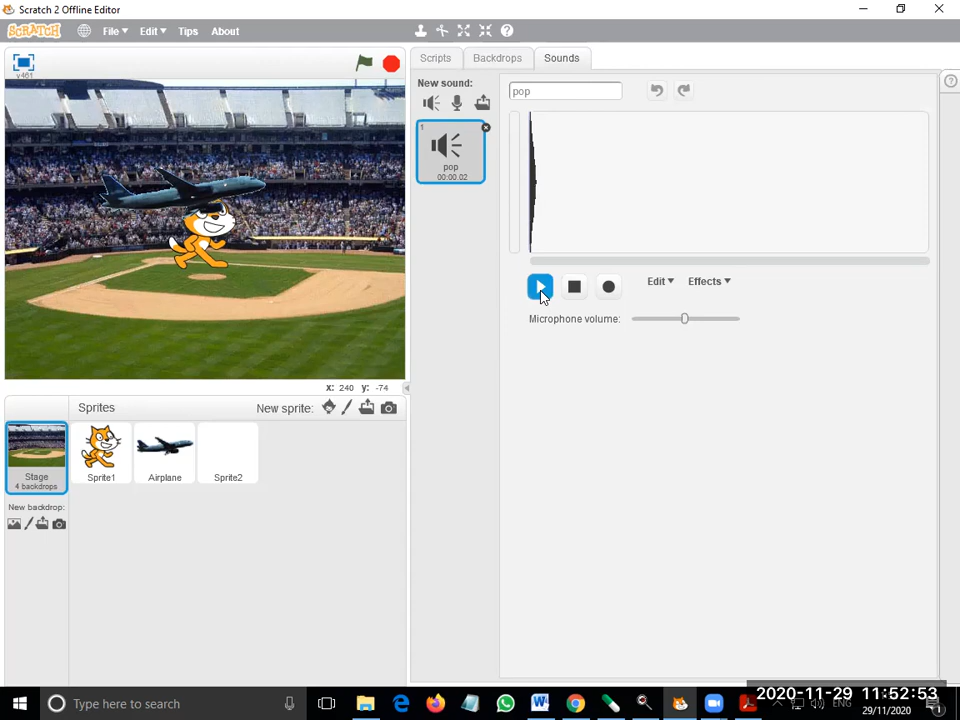 Scratch 2 Offline Editor
SCRATCH File Edit Tips About
v461
Scripts Backdrops Sounds
New sound:
pop
1
pop
00:00.02
Edit Effects
Microphone volume:
x: 240 y: -74
Sprites New sprite:
Stage
4 backdrops
Sprite1
Airplane
Sprite2
New backdrop:
Type here to search
ENG
2020-11-29 11:52:53
29/11/2020